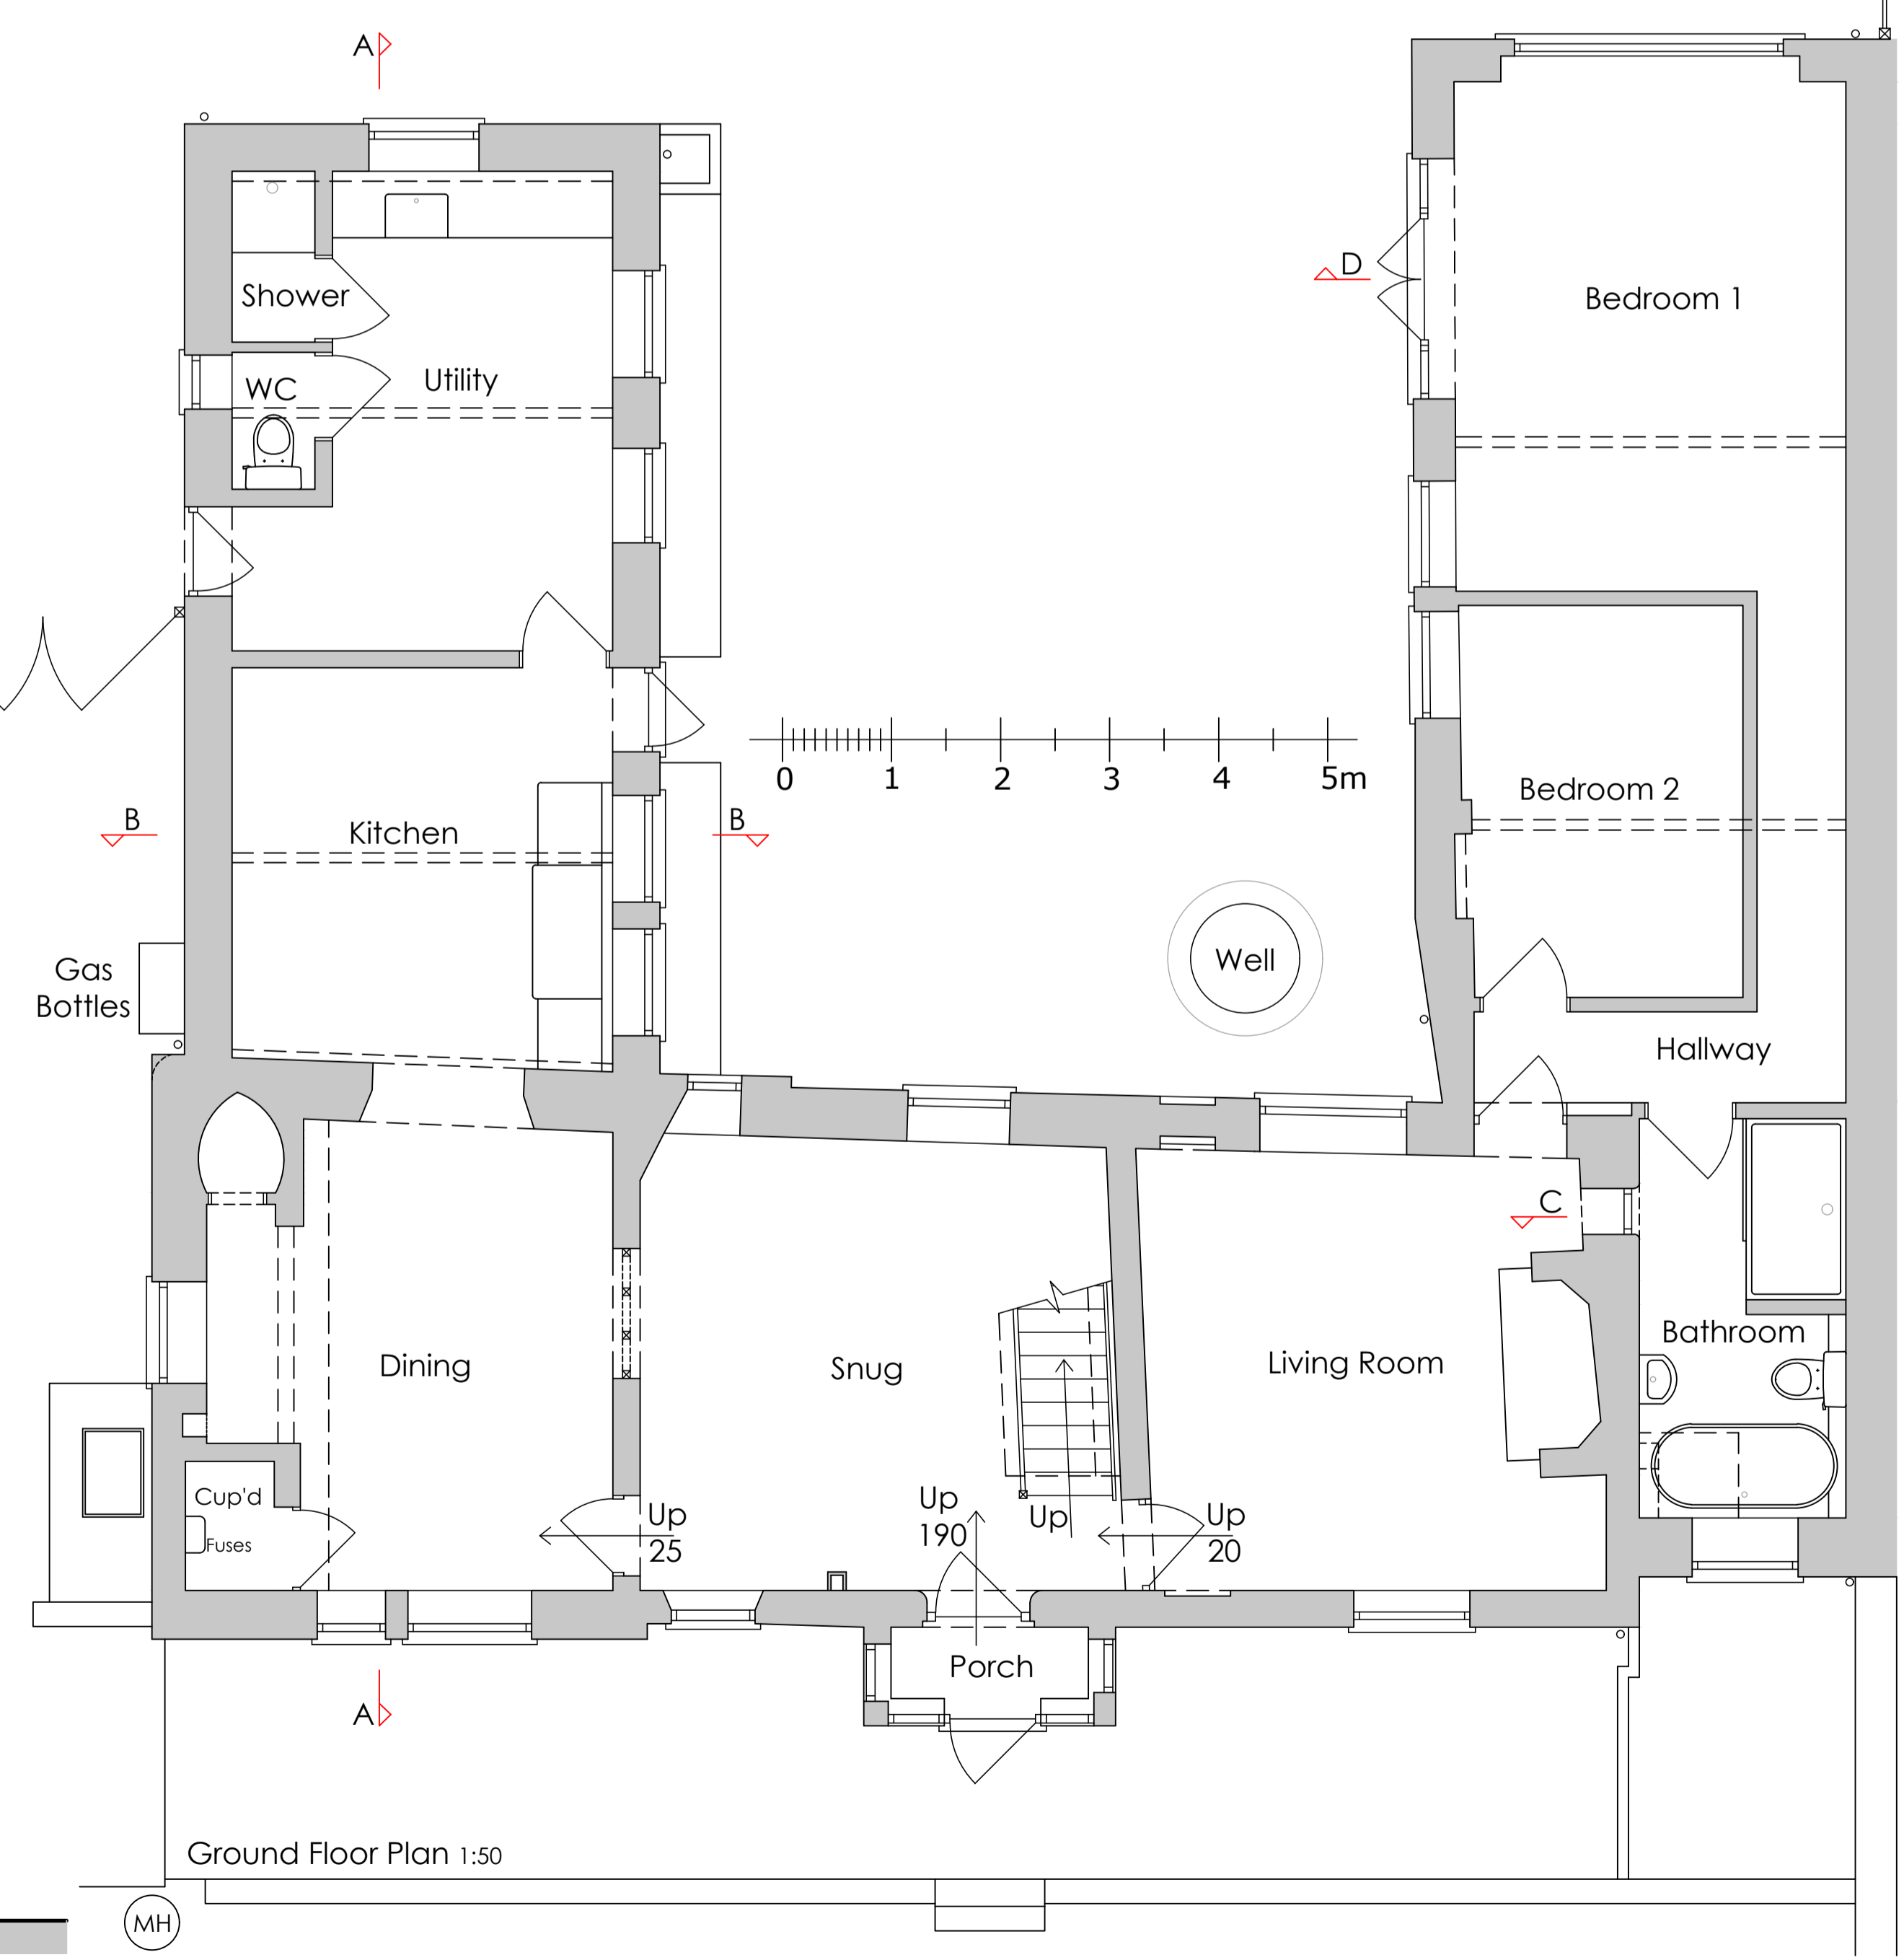 A
D
Bedroom 1
Shower
WC
Utility
0 1 2 3 4 5m
Bedroom 2
B
Kitchen
B
Well
Gas
Bottles
Hallway
C
Bathroom
Dining
Snug
Living Room
Cup'd
Fuses
Up
25
Up
190
Up
Up
20
Porch
A
Ground Floor Plan 1:50
MH